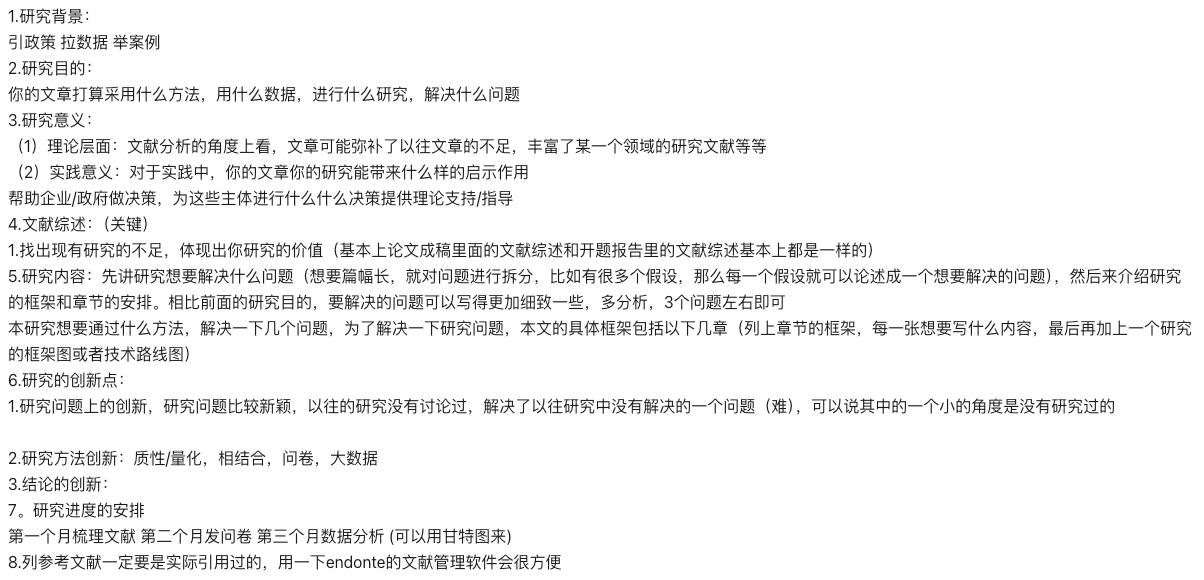 1.研究背景：
引政策 拉数据 举案例
2.研究目的：
你的文章打算采用什么方法，用什么数据，进行什么研究，解决什么问题
3.研究意义：
（1）理论层面：文献分析的角度上看，文章可能弥补了以往文章的不足，丰富了某一个领域的研究文献等等
（2）实践意义：对于实践中，你的文章你的研究能带来什么样的启示作用
帮助企业/政府做决策，为这些主体进行什么什么决策提供理论支持/指导
4.文献综述：（关键）
1.找出现有研究的不足，体现出你研究的价值（基本上论文成稿里面的文献综述和开题报告里的文献综述基本上都是一样的）
5.研究内容：先讲研究想要解决什么问题（想要篇幅长，就对问题进行拆分，比如有很多个假设，那么每一个假设就可以论述成一个想要解决的问题），然后来介绍研究
的框架和章节的安排。相比前面的研究目的，要解决的问题可以写得更加细致一些，多分析，3个问题左右即可
本研究想要通过什么方法，解决一下几个问题，为了解决一下研究问题，本文的具体框架包括以下几章（列上章节的框架，每一张想要写什么内容，最后再加上一个研究
的框架图或者技术路线图）
6.研究的创新点：
1.研究问题上的创新，研究问题比较新颖，以往的研究没有讨论过，解决了以往研究中没有解决的一个问题（难），可以说其中的一个小的角度是没有研究过的
2.研究方法创新：质性/量化，相结合，问卷，大数据
3.结论的创新：
7。研究进度的安排
第一个月梳理文献 第二个月发问卷 第三个月数据分析 (可以用甘特图来)
8.列参考文献一定要是实际引用过的，用一下endonte的文献管理软件会很方便